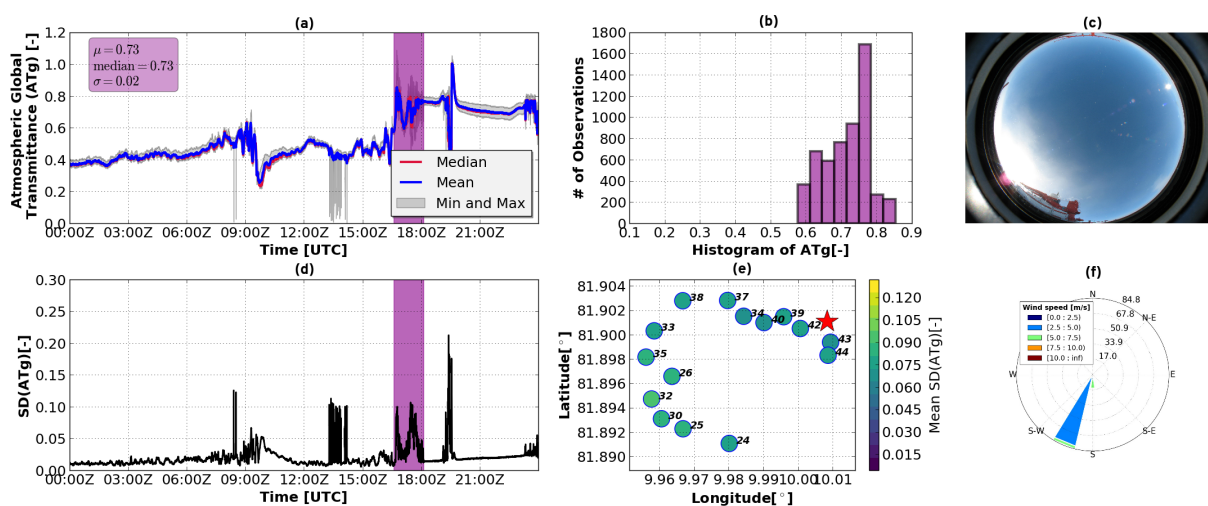 (a)
Atmospheric Global
Transmittance (ATg) [-]
1.2
1.0
0.8
0.6
0.4
0.2
0.0
μ = 0.73
median = 0.73
σ = 0.02
Median
Mean
Min and Max
00:00Z 03:00Z 06:00Z 09:00Z 12:00Z 15:00Z 18:00Z 21:00Z
Time [UTC]
(b)
# of Observations
1800
1600
1400
1200
1000
800
600
400
200
0
0.1 0.2 0.3 0.4 0.5 0.6 0.7 0.8 0.9
Histogram of ATg[-]
(c)
(d)
SD(ATg)[-]
0.30
0.25
0.20
0.15
0.10
0.05
0.00
00:00Z 03:00Z 06:00Z 09:00Z 12:00Z 15:00Z 18:00Z 21:00Z
Time [UTC]
(e)
Latitude[°]
81.904
81.902
81.900
81.898
81.896
81.894
81.892
81.890
38
37
34
40
39
42
43
44
33
35
26
32
30
25
24
9.96 9.97 9.98 9.99 10.00 10.01
Longitude[°]
0.120
0.105
0.090
0.075
0.060
0.045
0.030
0.015
Mean SD(ATg)[-]
(f)
Wind speed [m/s]
[0.0 : 2.5)
[2.5 : 5.0)
[5.0 : 7.5)
[7.5 : 10.0)
[10.0 : inf)
N
N-E
E
S-E
S
S-W
W
84.8
67.8
50.9
33.9
17.0